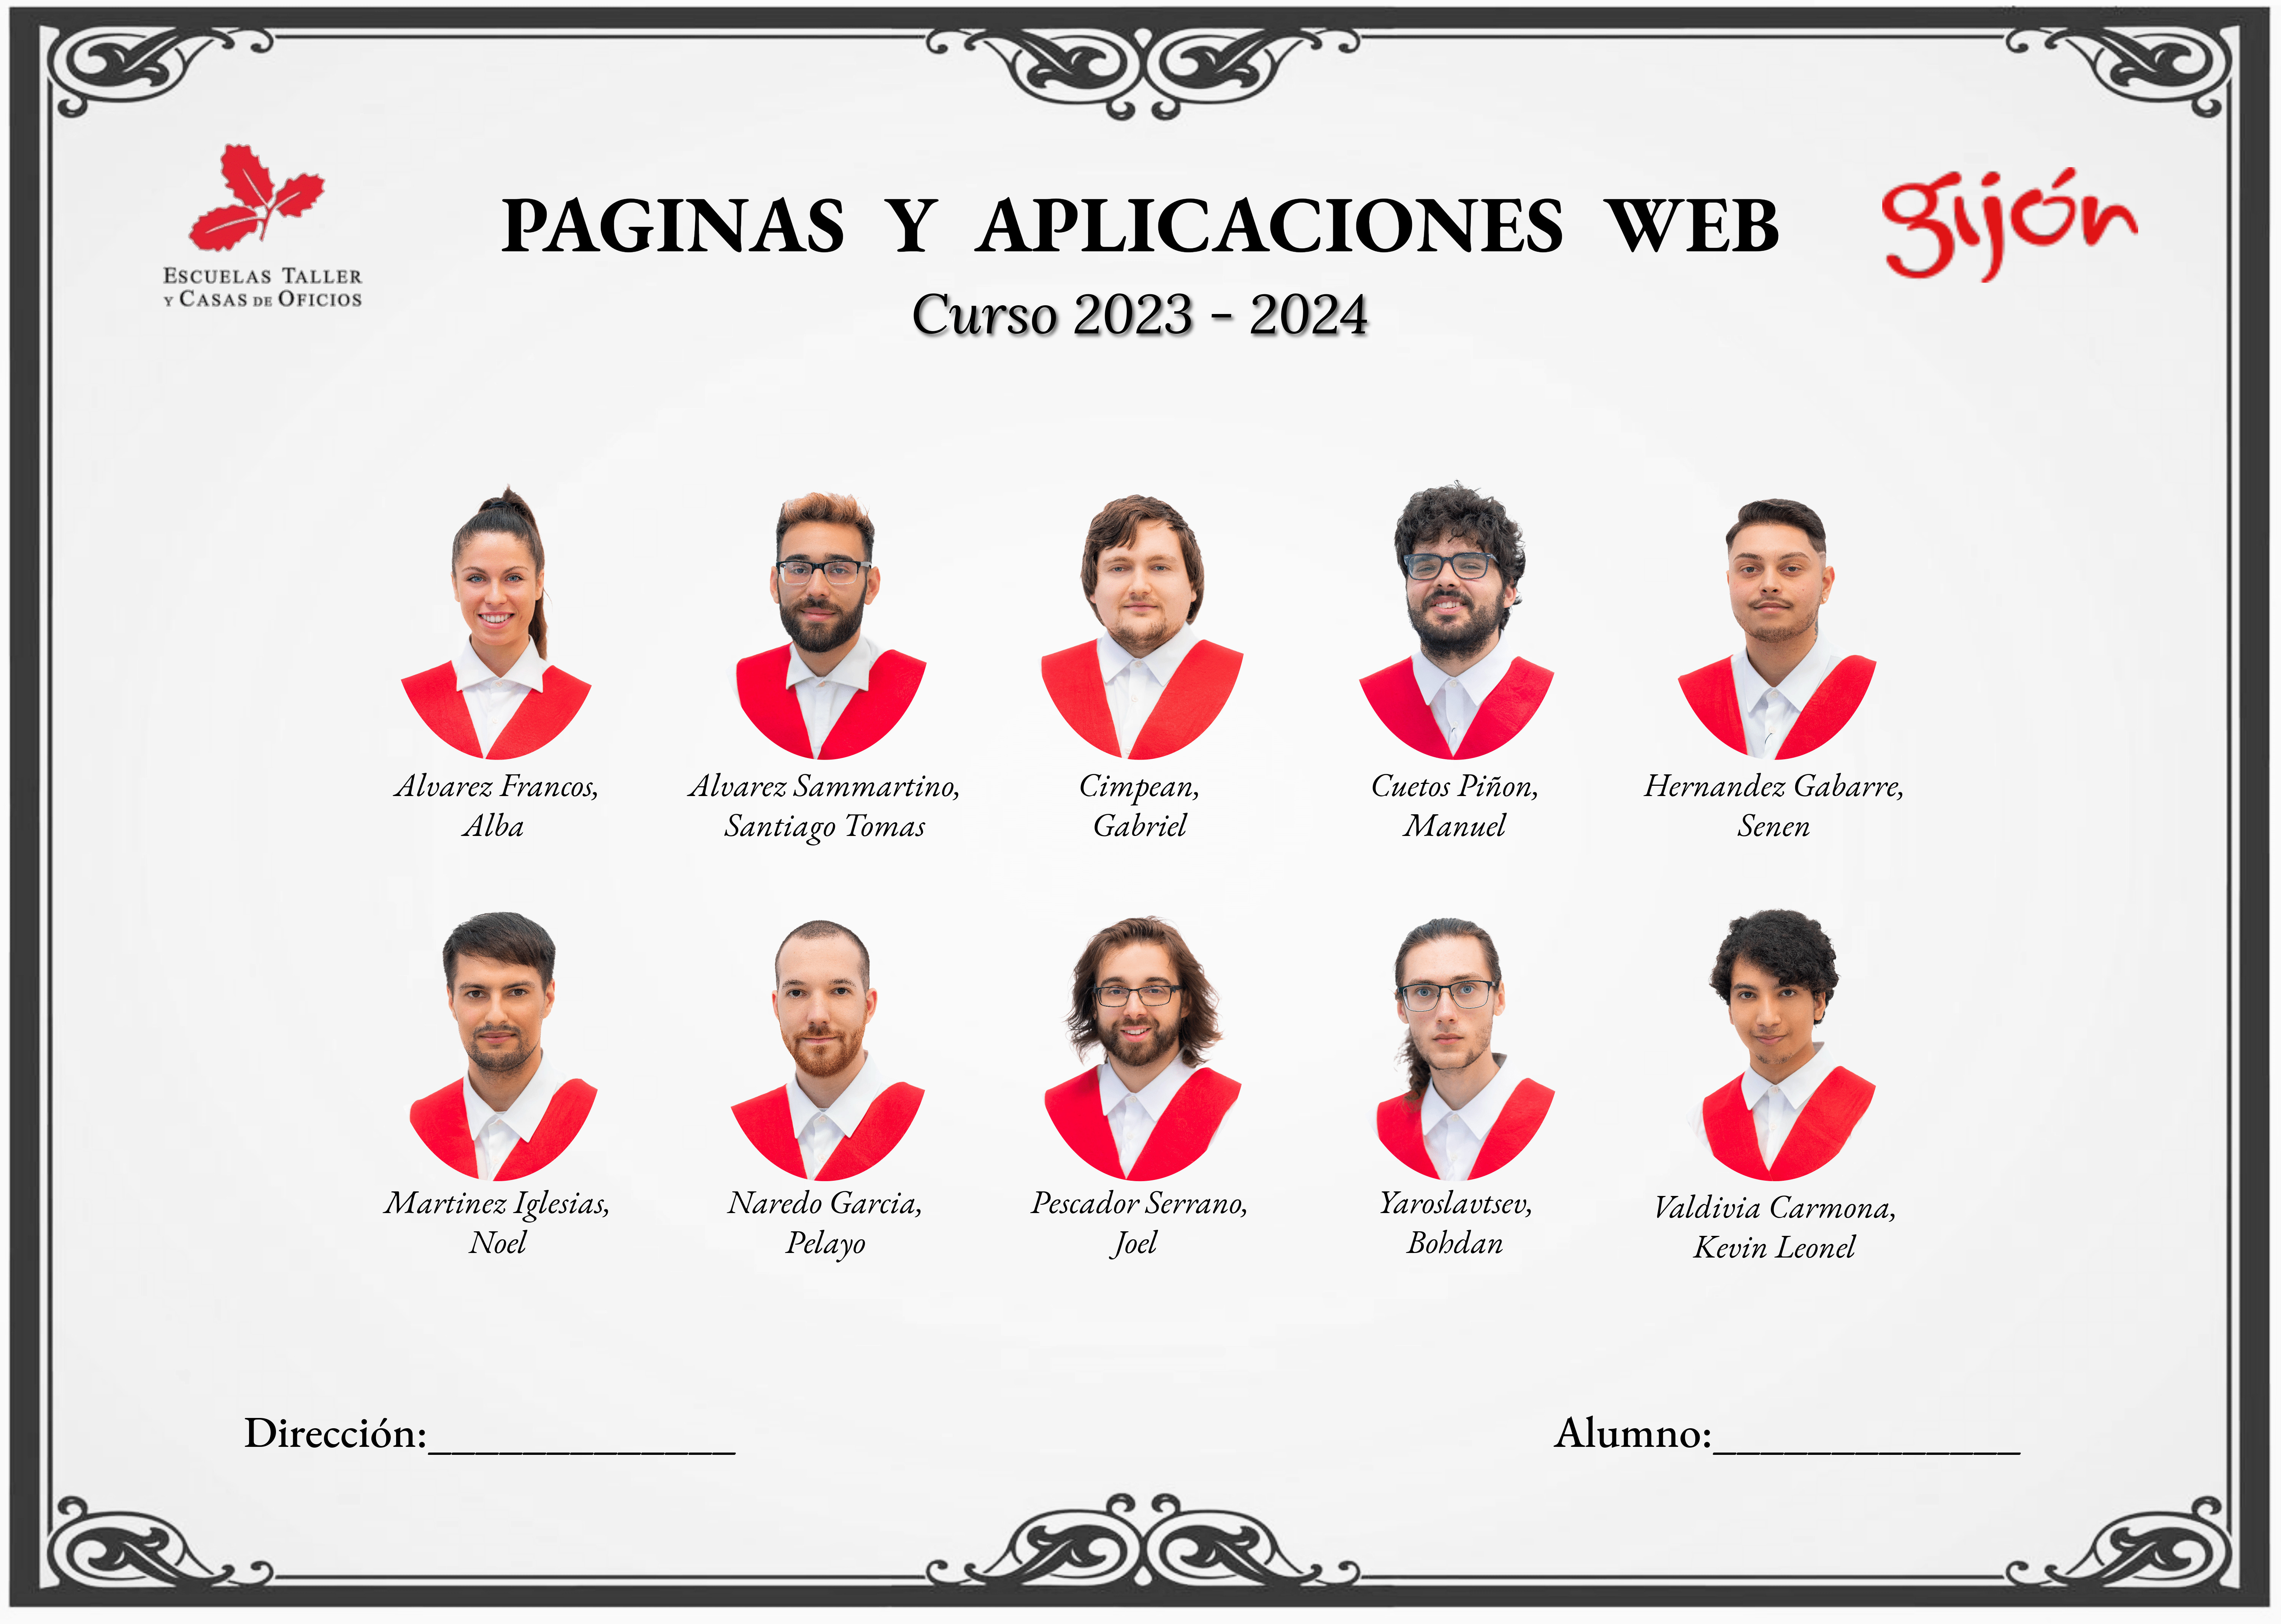 ESCUELAS TALLER
Y CASAS DE OFICIOS
PAGINAS Y APLICACIONES WEB
gijón
Curso 2023 - 2024
Alvarez Francos,
Alba
Alvarez Sammartino,
Santiago Tomas
Cimpean,
Gabriel
Cuetos Piñon,
Manuel
Hernandez Gabarre,
Senen
Martinez Iglesias,
Noel
Naredo Garcia,
Pelayo
Pescador Serrano,
Joel
Yaroslavtsev,
Bohdan
Valdivia Carmona,
Kevin Leonel
Dirección:_____________
Alumno:_____________